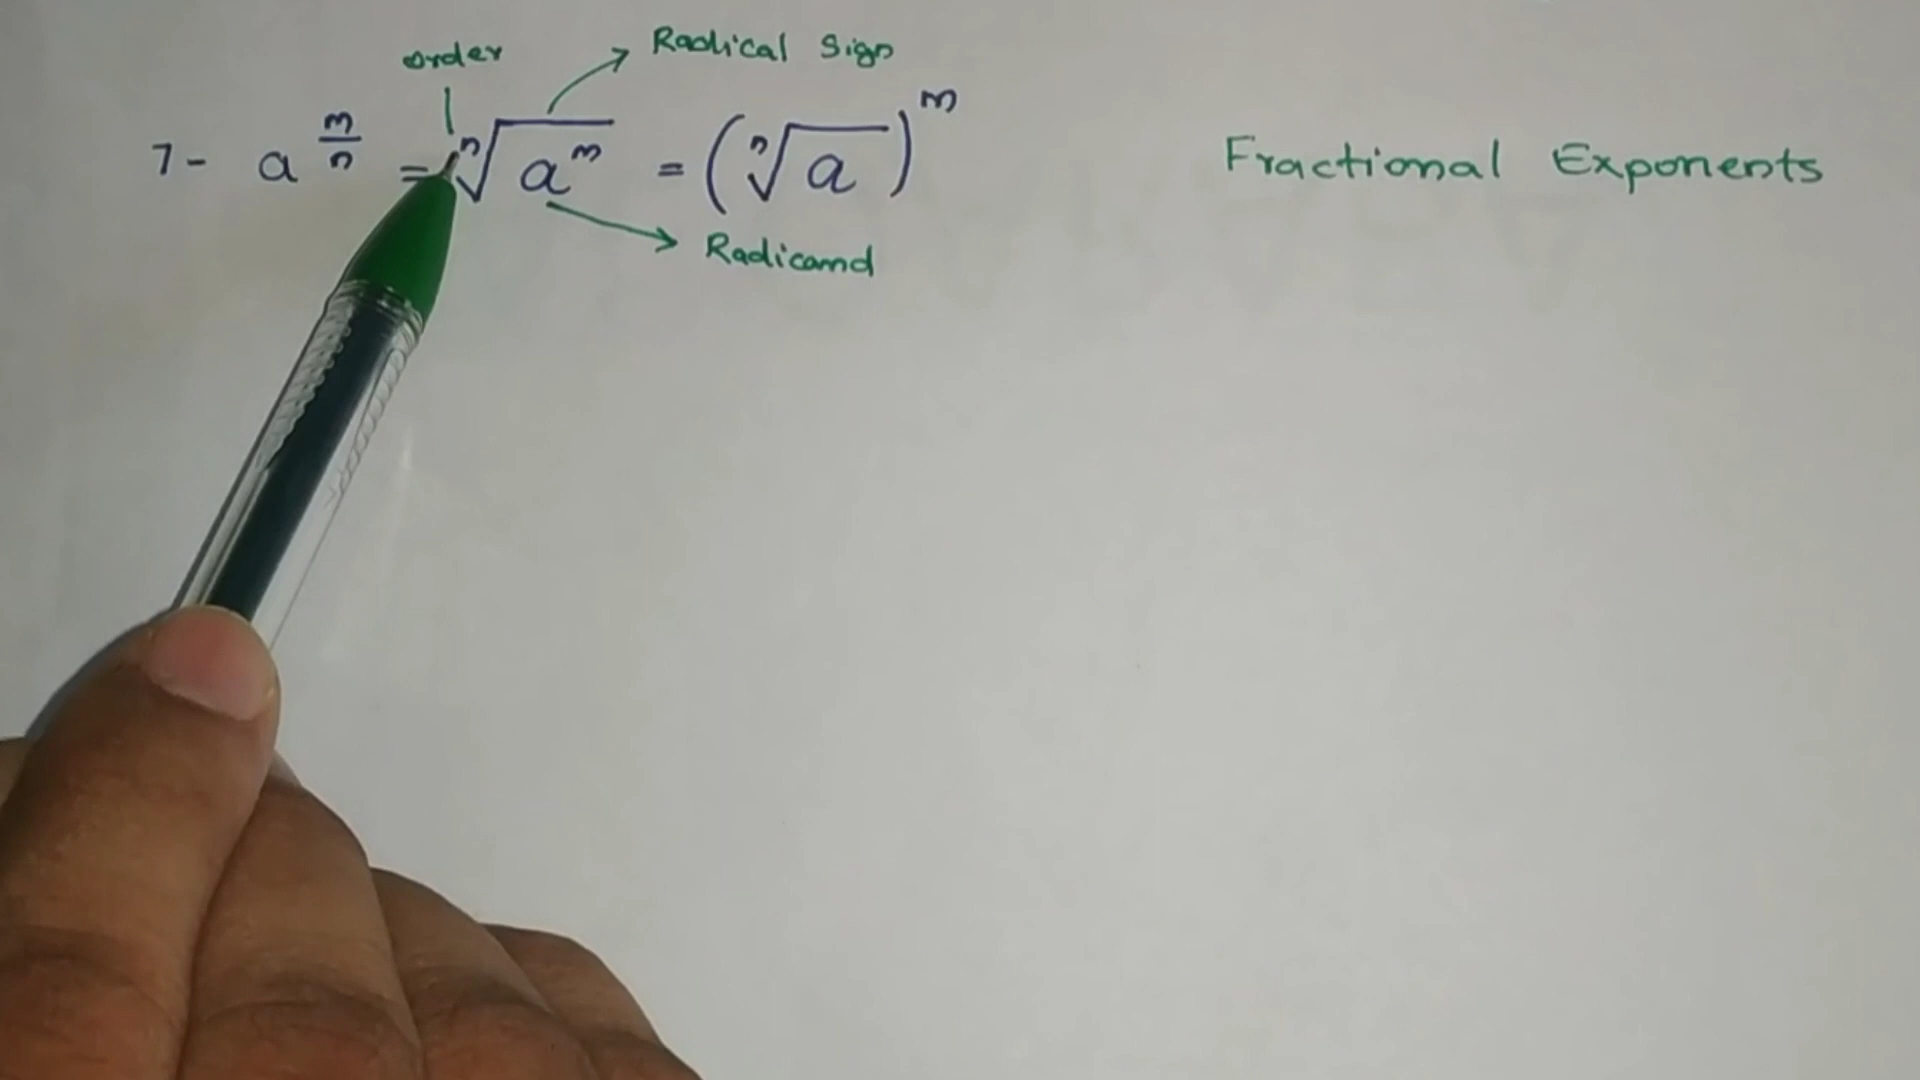 order
Radical Sign
7- a^(m/n) = ⁿ√(a^m) = (ⁿ√a)^m
Fractional Exponents
Radicand